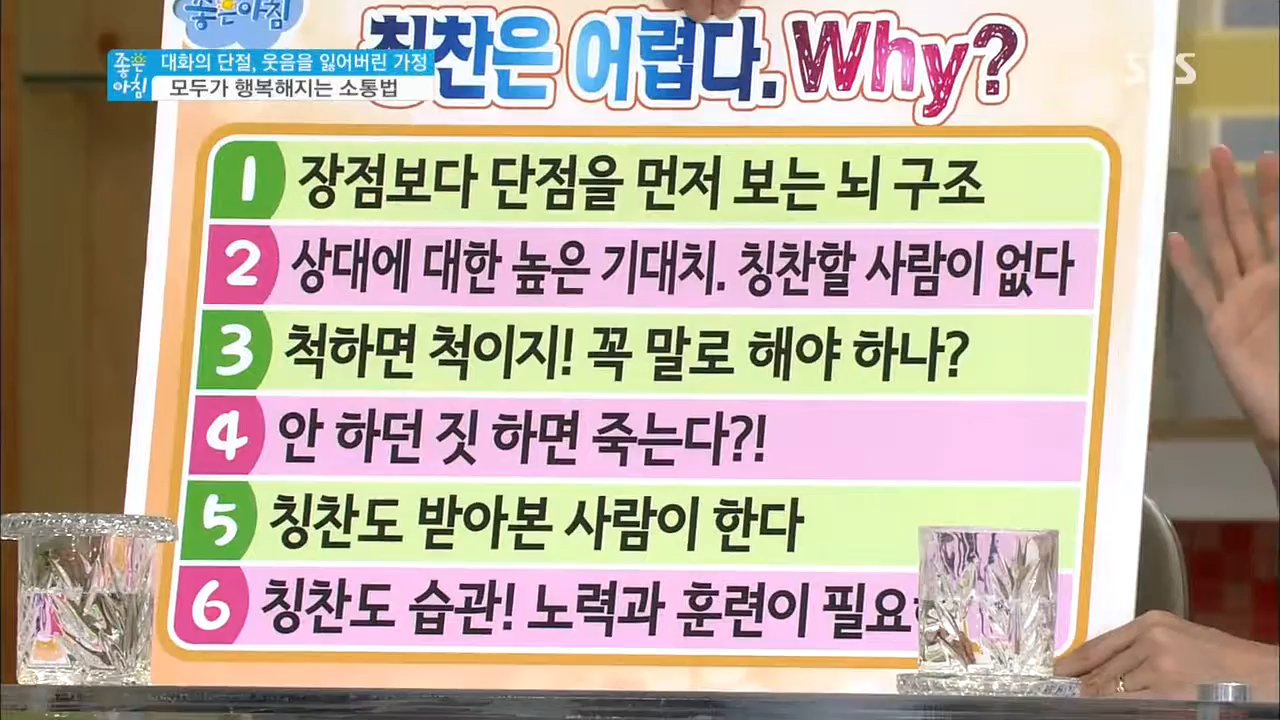 좋은아침
칭찬은 어렵다. Why?
좋은
아침
대화의 단절, 웃음을 잃어버린 가정
모두가 행복해지는 소통법
SBS
1 장점보다 단점을 먼저 보는 뇌 구조
2 상대에 대한 높은 기대치. 칭찬할 사람이 없다
3 척하면 척이지! 꼭 말로 해야 하나?
4 안 하던 짓 하면 죽는다?!
5 칭찬도 받아본 사람이 한다
6 칭찬도 습관! 노력과 훈련이 필요